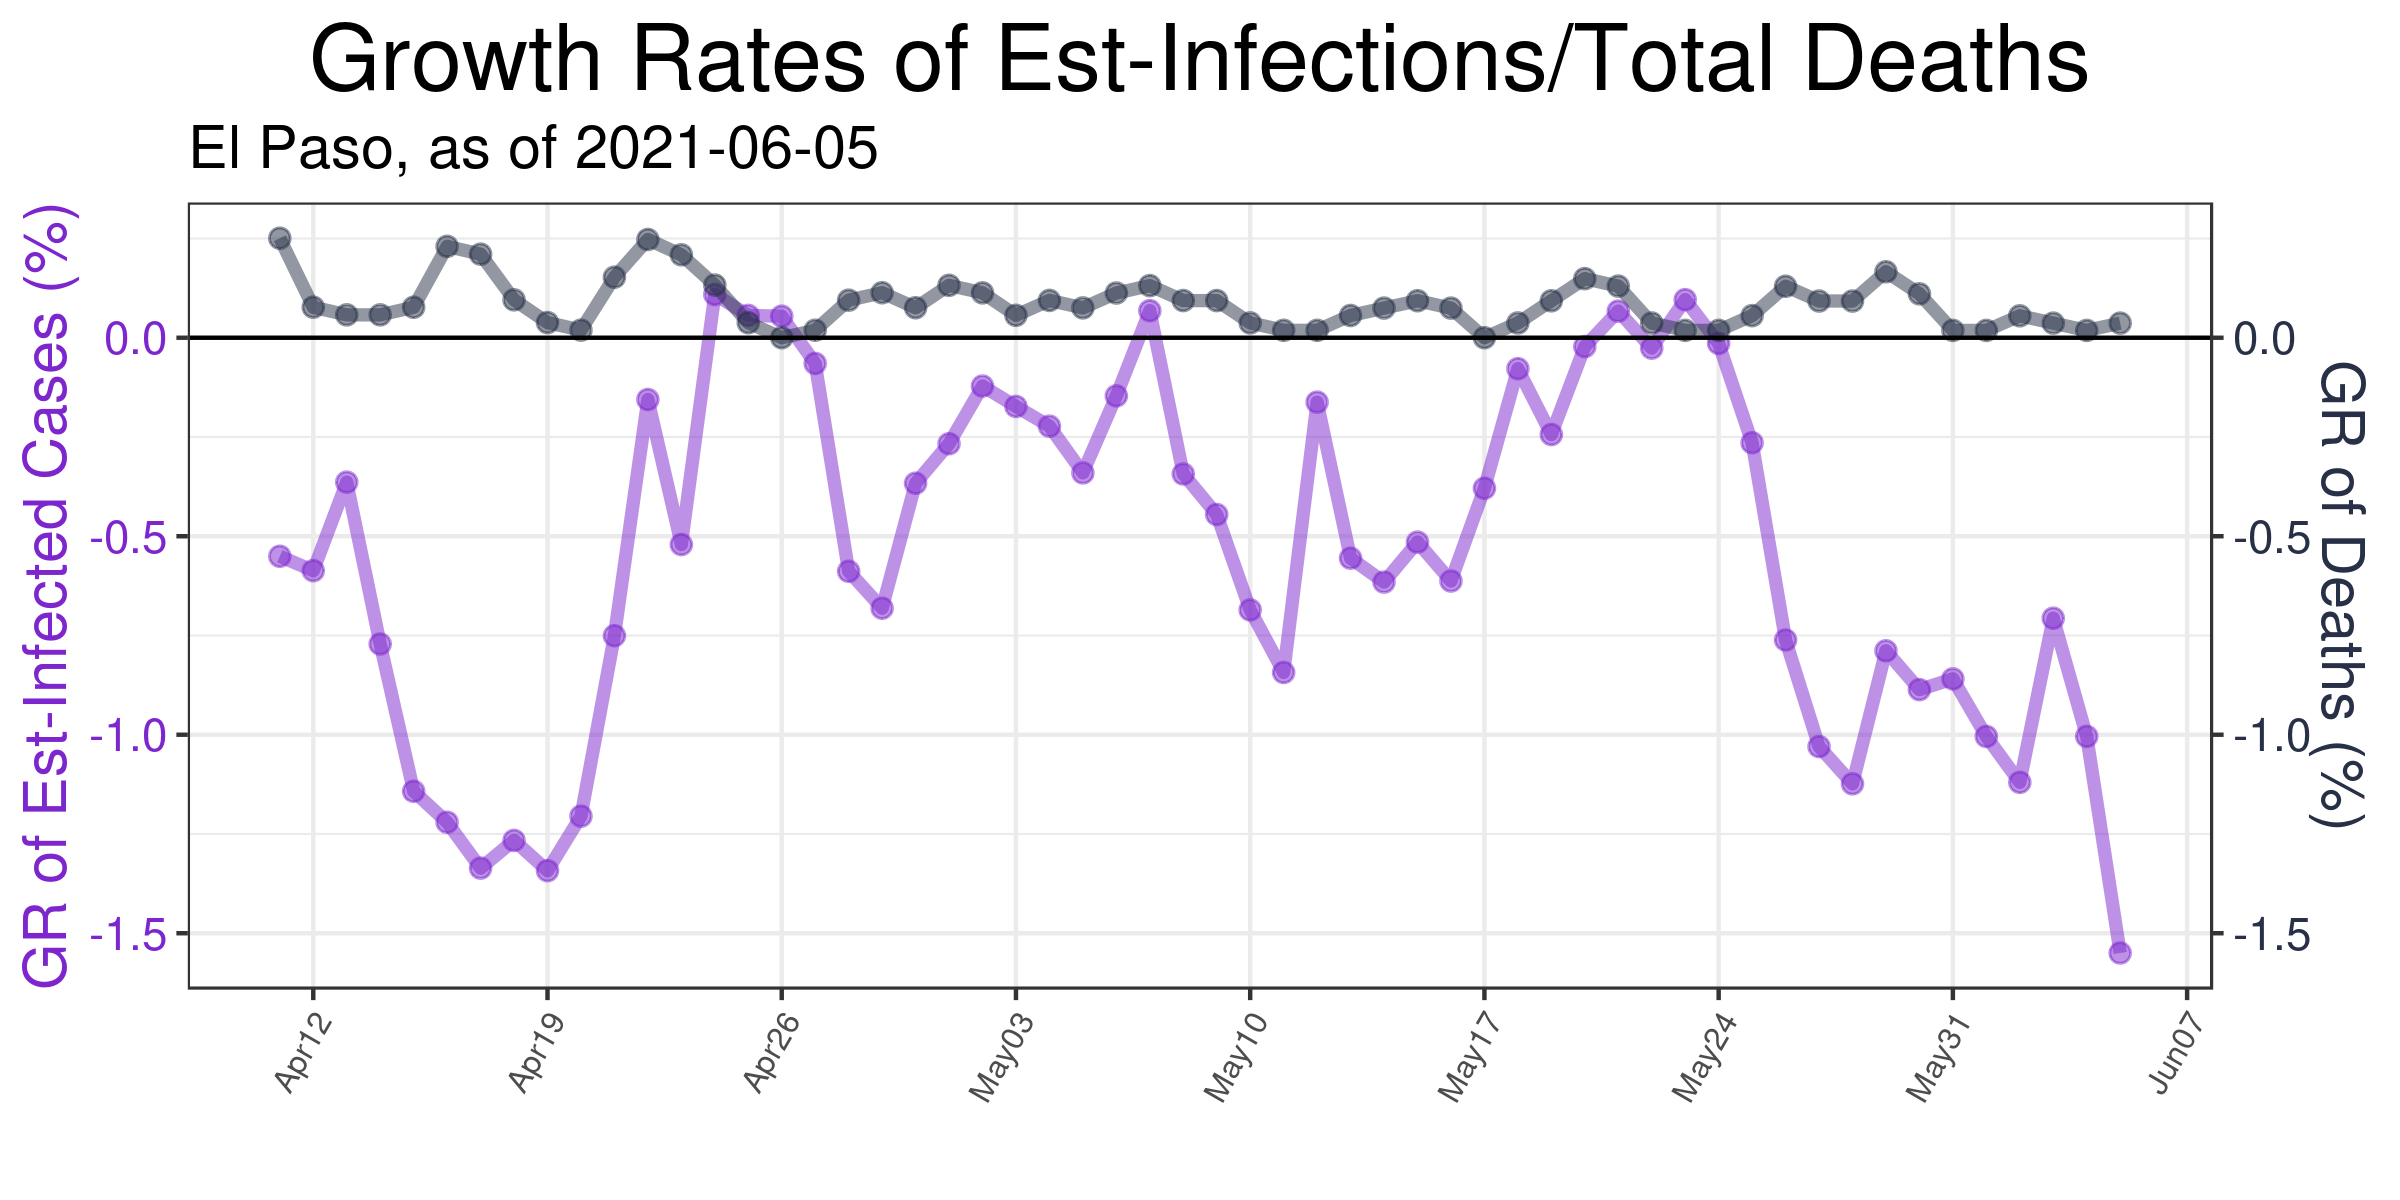 Growth Rates of Est-Infections/Total Deaths
El Paso, as of 2021-06-05
GR of Est-Infected Cases (%)
0.0
-0.5
-1.0
-1.5
0.0
-0.5
-1.0
-1.5
GR of Deaths (%)
Apr12
Apr19
Apr26
May03
May10
May17
May24
May31
Jun07